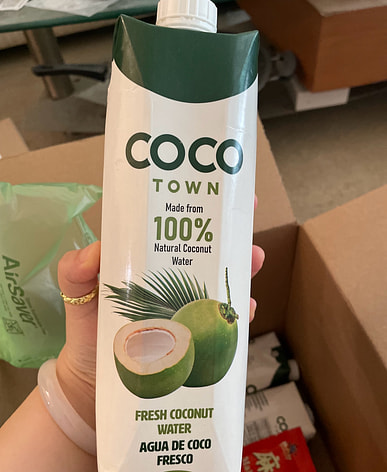 COCO
TOWN
Made from
100%
Natural Coconut
Water
FRESH COCONUT
WATER
AGUA DE COCO
FRESCO
AirSaver